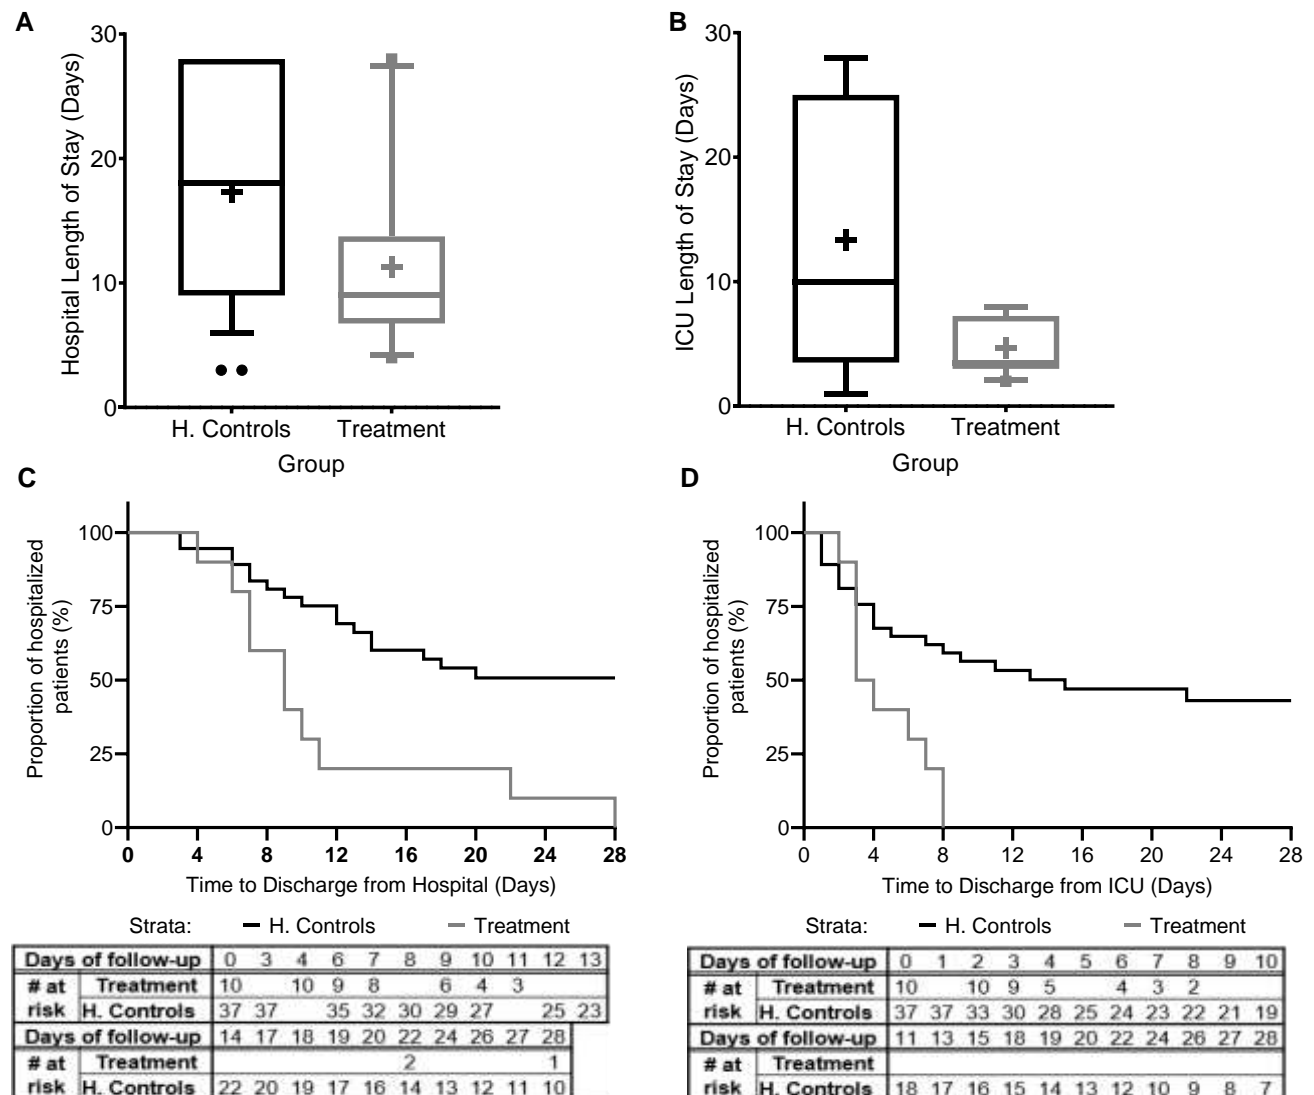 A
Hospital Length of Stay (Days)
30
20
10
0
H. Controls Treatment
Group
B
ICU Length of Stay (Days)
30
20
10
0
H. Controls Treatment
Group
C
Proportion of hospitalized
patients (%)
100
75
50
25
0
0 4 8 12 16 20 24 28
Time to Discharge from Hospital (Days)
Strata: H. Controls Treatment
Days of follow-up 0 3 4 6 7 8 9 10 11 12 13
# at Treatment 10 10 9 8 6 4 3
risk H. Controls 37 37 35 32 30 29 27 25 23
Days of follow-up 14 17 18 19 20 22 24 26 27 28
# at Treatment 2 1
risk H. Controls 22 20 19 17 16 14 13 12 11 10
D
Proportion of hospitalized
patients (%)
100
75
50
25
0
0 4 8 12 16 20 24 28
Time to Discharge from ICU (Days)
Strata: H. Controls Treatment
Days of follow-up 0 1 2 3 4 5 6 7 8 9 10
# at Treatment 10 10 9 5 4 3 2
risk H. Controls 37 37 33 30 28 25 24 23 22 21 19
Days of follow-up 11 13 15 18 19 20 22 24 26 27 28
# at Treatment
risk H. Controls 18 17 16 15 14 13 12 10 9 8 7